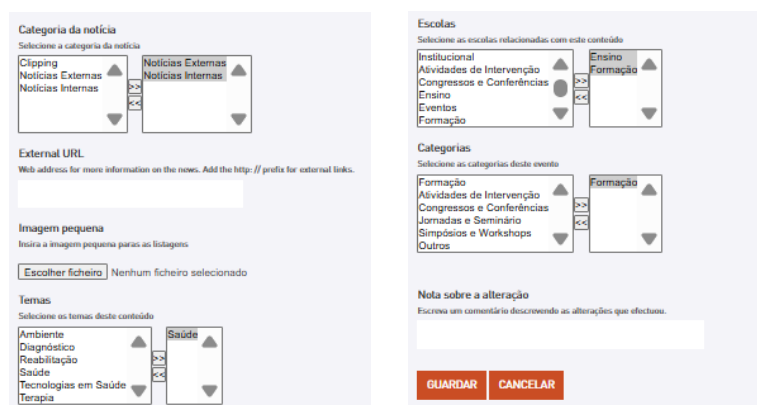 Categoria da notícia
Selecione a categoria da notícia
Clipping
Notícias Externas
Notícias Internas
>>
<<
Notícias Externas
Notícias Internas
External URL
Web address for more information on the news. Add the http:// prefix for external links.
Imagem pequena
Insira a imagem pequena paras as listagens
Escolher ficheiro Nenhum ficheiro selecionado
Temas
Selecione os temas deste conteúdo
Ambiente
Diagnóstico
Reabilitação
Saúde
Tecnologias em Saúde
Terapia
>>
<<
Saúde
Escolas
Selecione as escolas relacionadas com este conteúdo
Institucional
Atividades de Intervenção
Congressos e Conferências
Ensino
Eventos
Formação
>>
<<
Ensino
Formação
Categorias
Selecione as categorias deste evento
Formação
Atividades de Intervenção
Congressos e Conferências
Jornadas e Seminário
Simpósios e Workshops
Outros
>>
<<
Formação
Nota sobre a alteração
Escreva um comentário descrevendo as alterações que efectuou.
GUARDAR CANCELAR